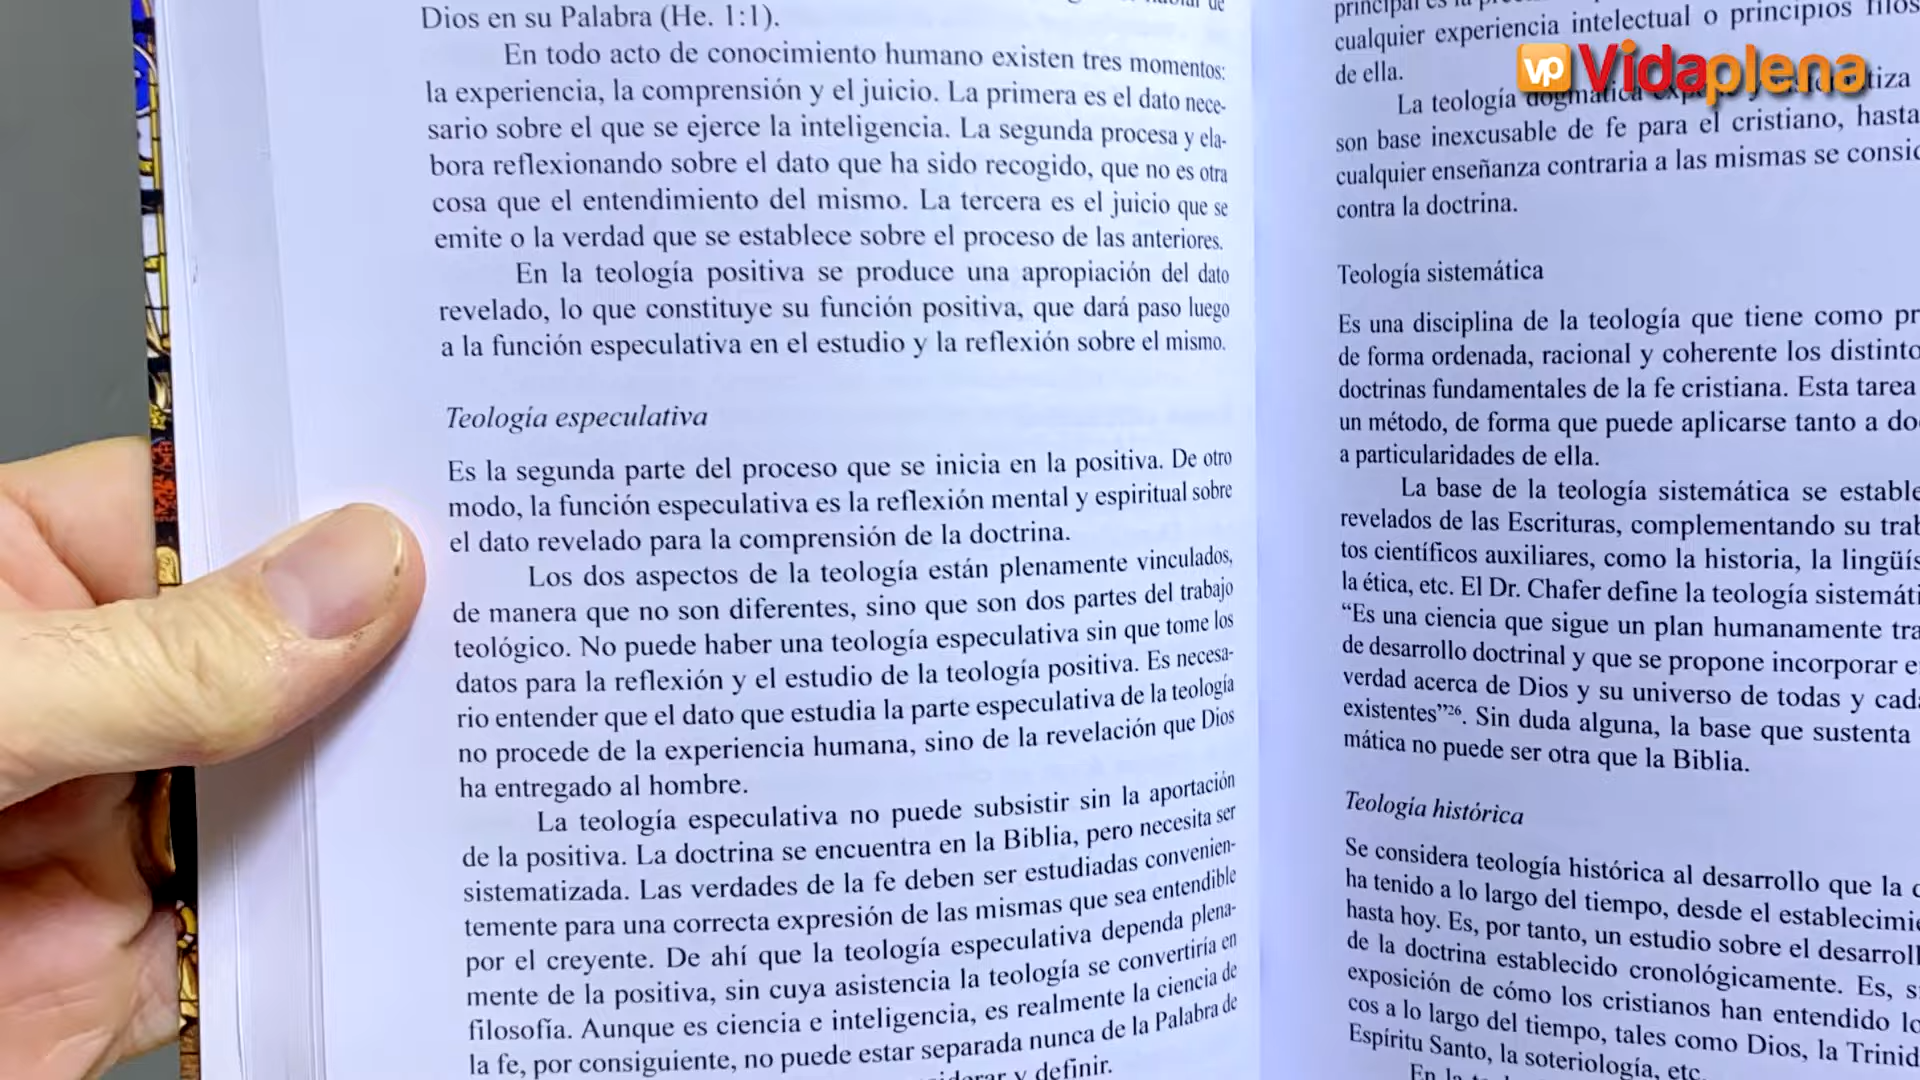 Dios en su Palabra (He. 1:1).
En todo acto de conocimiento humano existen tres momentos:
la experiencia, la comprensión y el juicio. La primera es el dato nece-
sario sobre el que se ejerce la inteligencia. La segunda procesa y ela-
bora reflexionando sobre el dato que ha sido recogido, que no es otra
cosa que el entendimiento del mismo. La tercera es el juicio que se
emite o la verdad que se establece sobre el proceso de las anteriores.
En la teología positiva se produce una apropiación del dato
revelado, lo que constituye su función positiva, que dará paso luego
a la función especulativa en el estudio y la reflexión sobre el mismo.
Teología especulativa
Es la segunda parte del proceso que se inicia en la positiva. De otro
modo, la función especulativa es la reflexión mental y espiritual sobre
el dato revelado para la comprensión de la doctrina.
Los dos aspectos de la teología están plenamente vinculados,
de manera que no son diferentes, sino que son dos partes del trabajo
teológico. No puede haber una teología especulativa sin que tome los
datos para la reflexión y el estudio de la teología positiva. Es necesa-
rio entender que el dato que estudia la parte especulativa de la teología
no procede de la experiencia humana, sino de la revelación que Dios
ha entregado al hombre.
La teología especulativa no puede subsistir sin la aportación
de la positiva. La doctrina se encuentra en la Biblia, pero necesita ser
sistematizada. Las verdades de la fe deben ser estudiadas convenien-
temente para una correcta expresión de las mismas que sea entendible
por el creyente. De ahí que la teología especulativa dependa plena-
mente de la positiva, sin cuya asistencia la teología se convertiría en
filosofía. Aunque es ciencia e inteligencia, es realmente la ciencia de
la fe, por consiguiente, no puede estar separada nunca de la Palabra de
y definir.
vp Vidaplena
principal es la
cualquier experiencia intelectual o principios
de ella.
La teología dogmática
son base inexcusable de fe para el cristiano, hasta
cualquier enseñanza contraria a las mismas se consid
contra la doctrina.
Teología sistemática
Es una disciplina de la teología que tiene como pr
de forma ordenada, racional y coherente los distinto
doctrinas fundamentales de la fe cristiana. Esta tarea
un método, de forma que puede aplicarse tanto a do
a particularidades de ella.
La base de la teología sistemática se estable
revelados de las Escrituras, complementando su tral
tos científicos auxiliares, como la historia, la lingüís
la ética, etc. El Dr. Chafer define la teología sistemáti
“Es una ciencia que sigue un plan humanamente tra
de desarrollo doctrinal y que se propone incorporar e
verdad acerca de Dios y su universo de todas y cada
existentes”26. Sin duda alguna, la base que sustenta
mática no puede ser otra que la Biblia.
Teología histórica
Se considera teología histórica al desarrollo que la
ha tenido a lo largo del tiempo, desde el establecimie
hasta hoy. Es, por tanto, un estudio sobre el desarroll
de la doctrina establecido cronológicamente. Es, s
exposición de cómo los cristianos han entendido lo
cos a lo largo del tiempo, tales como Dios, la Trinid
Espíritu Santo, la soteriología, etc.
En la